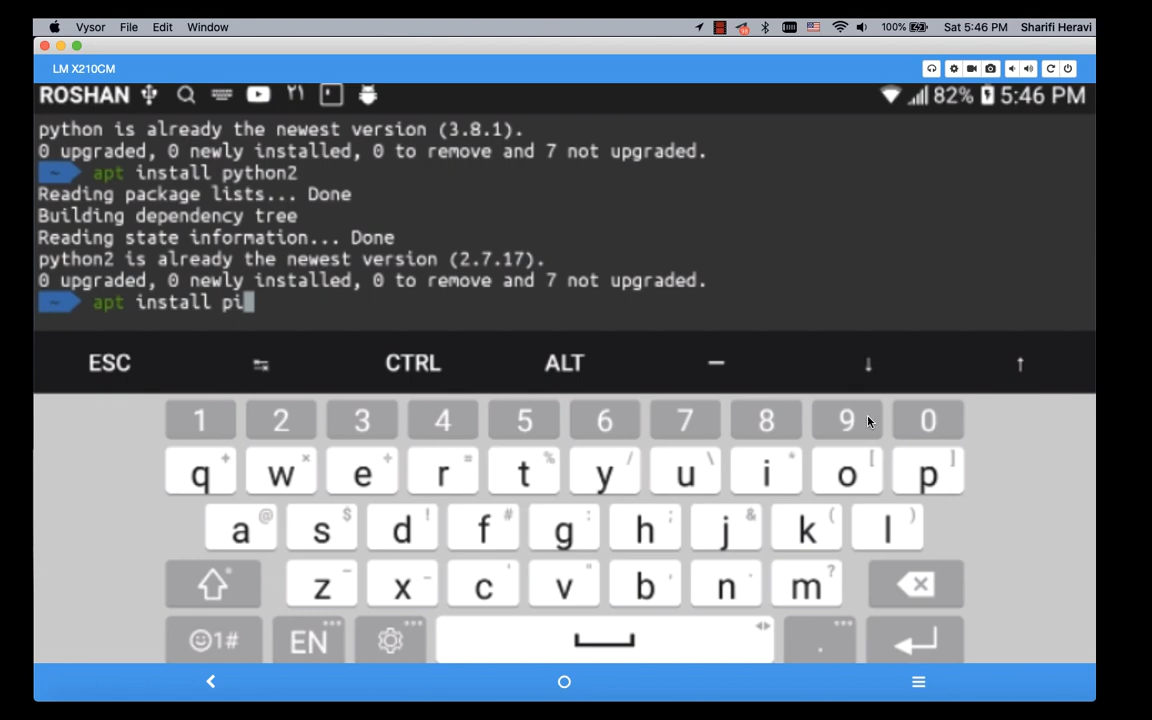 Vysor File Edit Window 100% Sat 5:46 PM Sharifi Heravi
LM X210CM
ROSHAN ۲۱ 82% 5:46 PM
python is already the newest version (3.8.1).
0 upgraded, 0 newly installed, 0 to remove and 7 not upgraded.
~ apt install python2
Reading package lists... Done
Building dependency tree
Reading state information... Done
python2 is already the newest version (2.7.17).
0 upgraded, 0 newly installed, 0 to remove and 7 not upgraded.
~ apt install pi
ESC CTRL ALT — ↓ ↑
1 2 3 4 5 6 7 8 9 0
q w e r t y u i o p
a s d f g h j k l
z x c v b n m
1# EN .